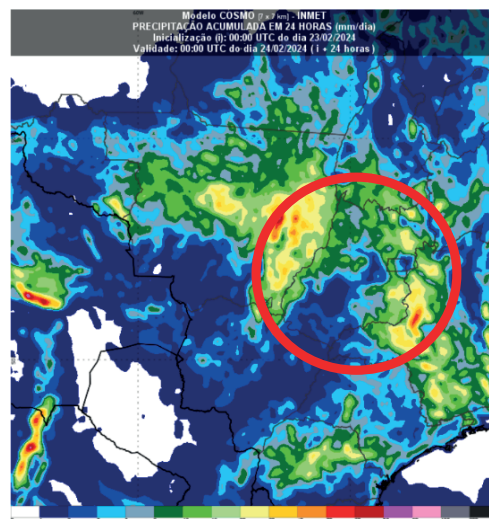 Modelo COSMO [7 x 7 km] - INMET
PRECIPITAÇÃO ACUMULADA EM 24 HORAS (mm/dia)
Inicialização (i): 00:00 UTC do dia 23/02/2024
Validade: 00:00 UTC do dia 24/02/2024 ( i + 24 horas )